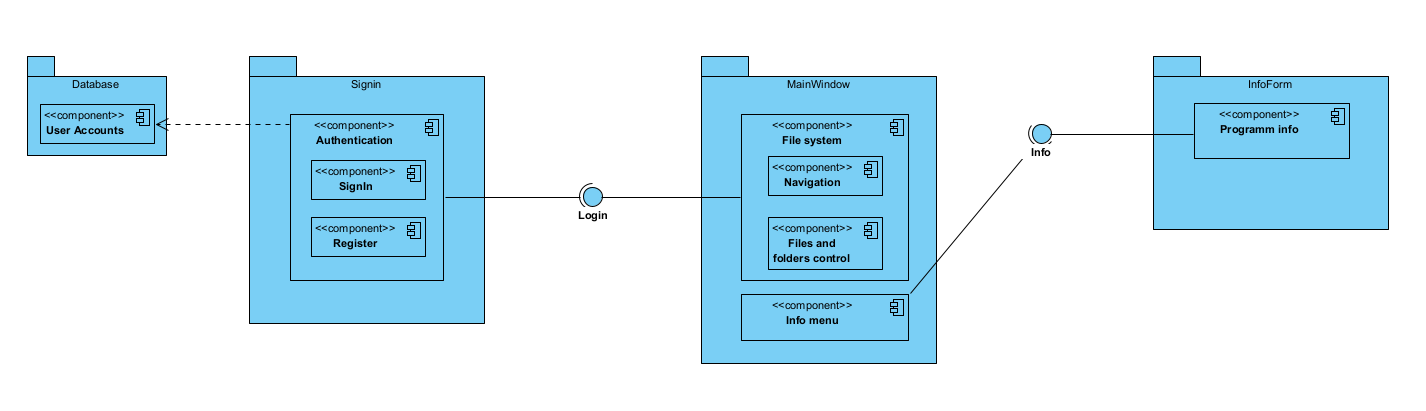 Database
<<component>>
User Accounts
Signin
<<component>>
Authentication
<<component>>
SignIn
<<component>>
Register
Login
MainWindow
<<component>>
File system
<<component>>
Navigation
<<component>>
Files and
folders control
<<component>>
Info menu
Info
InfoForm
<<component>>
Programm info